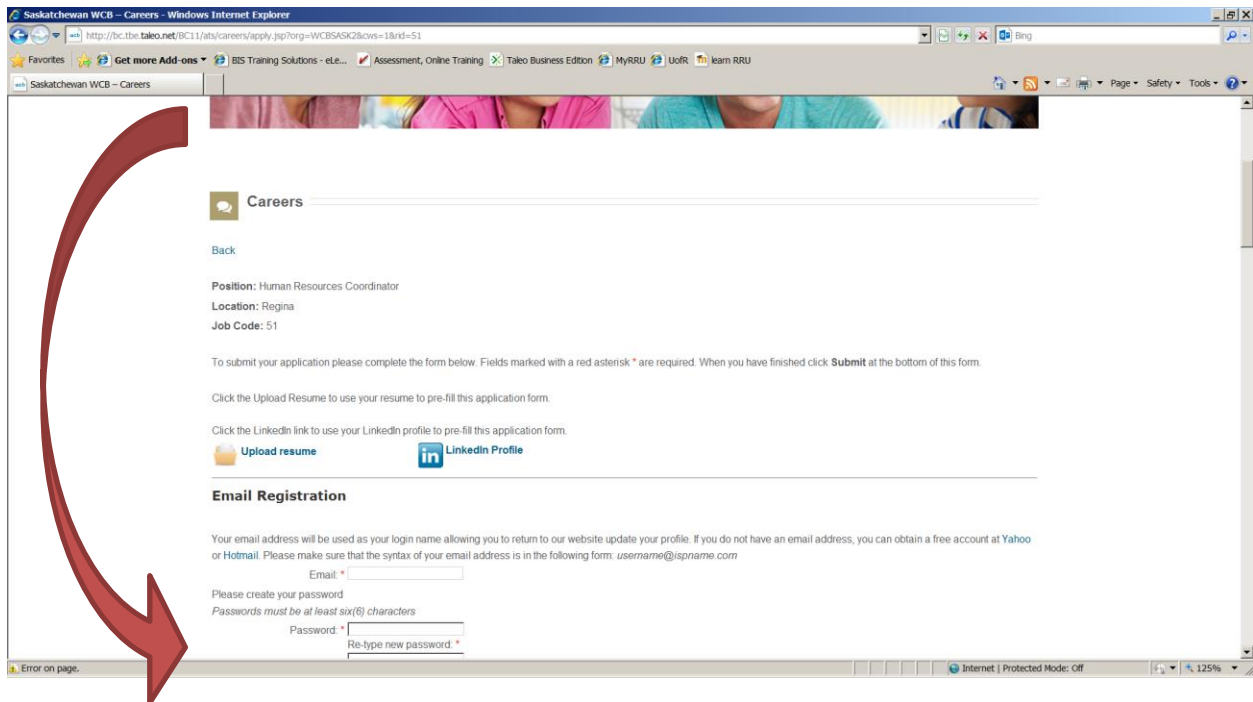 Saskatchewan WCB – Careers - Windows Internet Explorer
http://bc.tbe.taleo.net/BC11/ats/careers/apply.jsp?org=WCBSASK2&cws=1&rid=51
Bing
Favorites Get more Add-ons BIS Training Solutions - eLe... Assessment, Online Training Taleo Business Edition MyRRU UofR learn RRU
Saskatchewan WCB – Careers Page Safety Tools
Careers
Back
Position: Human Resources Coordinator
Location: Regina
Job Code: 51
To submit your application please complete the form below. Fields marked with a red asterisk * are required. When you have finished click Submit at the bottom of this form.
Click the Upload Resume to use your resume to pre-fill this application form.
Click the LinkedIn link to use your LinkedIn profile to pre-fill this application form.
Upload resume in LinkedIn Profile
Email Registration
Your email address will be used as your login name allowing you to return to our website update your profile. If you do not have an email address, you can obtain a free account at Yahoo
or Hotmail. Please make sure that the syntax of your email address is in the following form: username@ispname.com
Email: *
Please create your password
Passwords must be at least six(6) characters
Password: *
Re-type new password: *
Error on page. Internet | Protected Mode: Off 125%